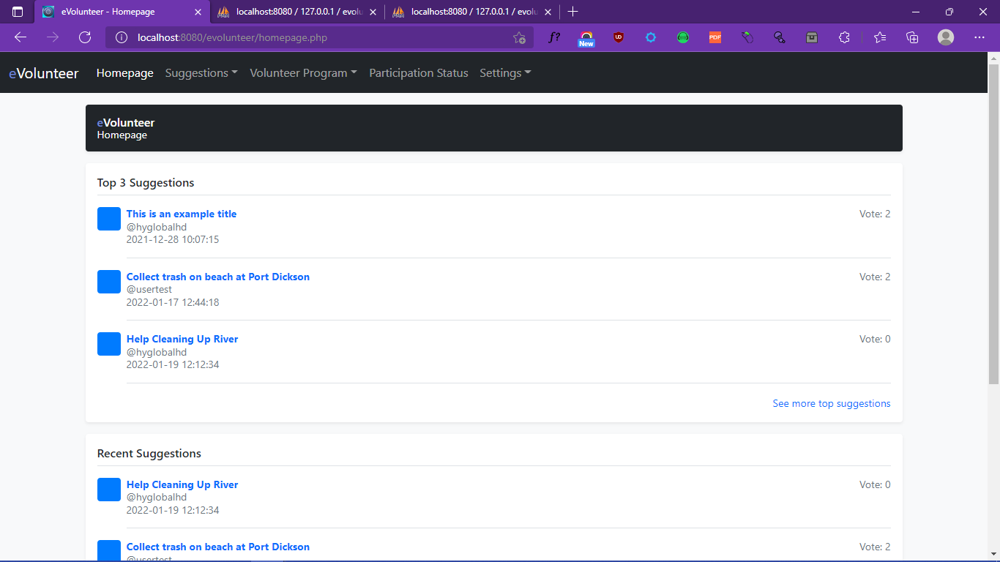 eVolunteer - Homepage
localhost:8080 / 127.0.0.1 / evolu
localhost:8080 / 127.0.0.1 / evolu
localhost:8080/evolunteer/homepage.php
f?
New
UD
PDF
eVolunteer Homepage Suggestions Volunteer Program Participation Status Settings
eVolunteer
Homepage
Top 3 Suggestions
This is an example title Vote: 2
@hyglobalhd
2021-12-28 10:07:15
Collect trash on beach at Port Dickson Vote: 2
@usertest
2022-01-17 12:44:18
Help Cleaning Up River Vote: 0
@hyglobalhd
2022-01-19 12:12:34
See more top suggestions
Recent Suggestions
Help Cleaning Up River Vote: 0
@hyglobalhd
2022-01-19 12:12:34
Collect trash on beach at Port Dickson Vote: 2
@usertest